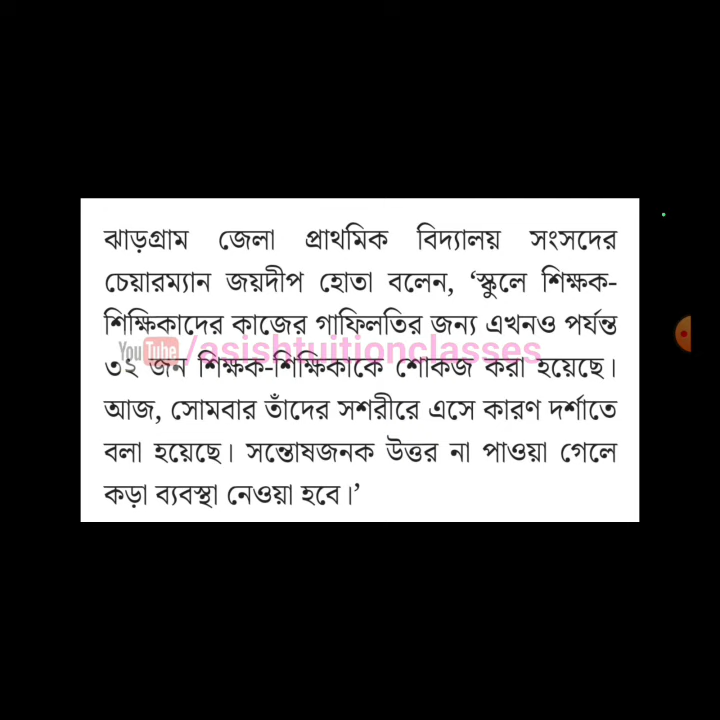 ঝাড়গ্রাম জেলা প্রাথমিক বিদ্যালয় সংসদের
চেয়ারম্যান জয়দীপ হোতা বলেন, ‘স্কুলে শিক্ষক-
শিক্ষিকাদের কাজের গাফিলতির জন্য এখনও পর্যন্ত
YouTube/asishtuitionclasses
৩২ জন শিক্ষক-শিক্ষিকাকে শোকজ করা হয়েছে।
আজ, সোমবার তাঁদের সশরীরে এসে কারণ দর্শাতে
বলা হয়েছে। সন্তোষজনক উত্তর না পাওয়া গেলে
কড়া ব্যবস্থা নেওয়া হবে।’